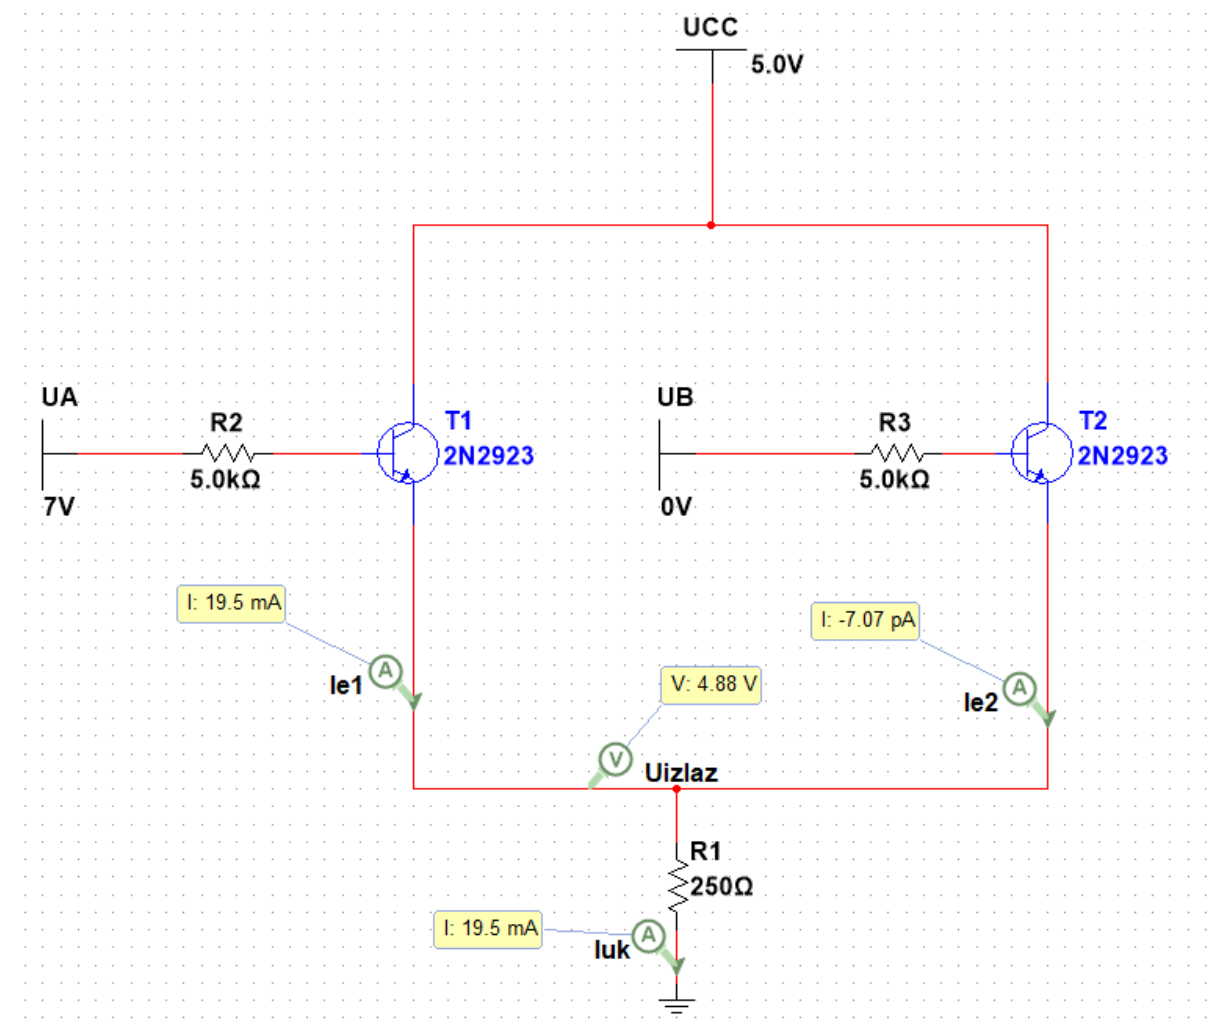 UCC
5.0V
UA
R2
5.0kΩ
7V
T1
2N2923
UB
R3
5.0kΩ
0V
T2
2N2923
I: 19.5 mA
A
Ie1
I: -7.07 pA
A
Ie2
V: 4.88 V
V
Uizlaz
R1
250Ω
I: 19.5 mA
A
Iuk